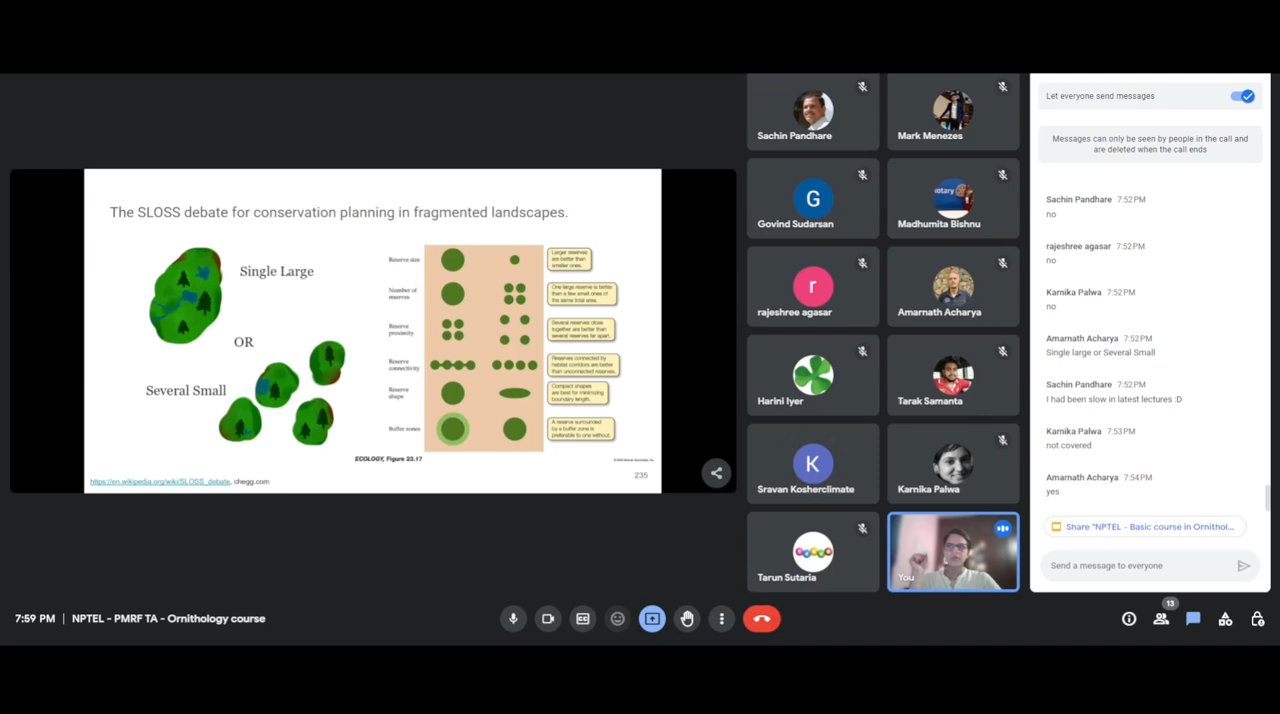 The SLOSS debate for conservation planning in fragmented landscapes.
Single Large
OR
Several Small
Reserve size
Larger reserves
are better than
smaller ones.
Number of
reserves
One large reserve is better
than a few small ones of
the same total area.
Reserve
proximity
Several reserves close
together are better than
several reserves far apart.
Reserve
connectivity
Reserves connected by
habitat corridors are better
than unconnected reserves.
Reserve
shape
Compact shapes
are best for minimizing
boundary length.
Buffer zones
A reserve surrounded
by a buffer zone is
preferable to one without.
ECOLOGY, Figure 23.17
235
https://en.wikipedia.org/wiki/SLOSS_debate, chegg.com
Sachin Pandhare
Mark Menezes
G
Govind Sudarsan
Madhumita Bishnu
r
rajeshree agasar
Amarnath Acharya
Harini Iyer
Tarak Samanta
K
Sravan Kosherclimate
Karnika Palwa
Tarun Sutaria
You
Let everyone send messages
Messages can only be seen by people in the call and
are deleted when the call ends
Sachin Pandhare 7:52 PM
no
rajeshree agasar 7:52 PM
no
Karnika Palwa 7:52 PM
no
Amarnath Acharya 7:52 PM
Single large or Several Small
Sachin Pandhare 7:52 PM
I had been slow in latest lectures :D
Karnika Palwa 7:53 PM
not covered
Amarnath Acharya 7:54 PM
yes
Share "NPTEL - Basic course in Ornithol...
Send a message to everyone
7:59 PM | NPTEL - PMRF TA - Ornithology course
13